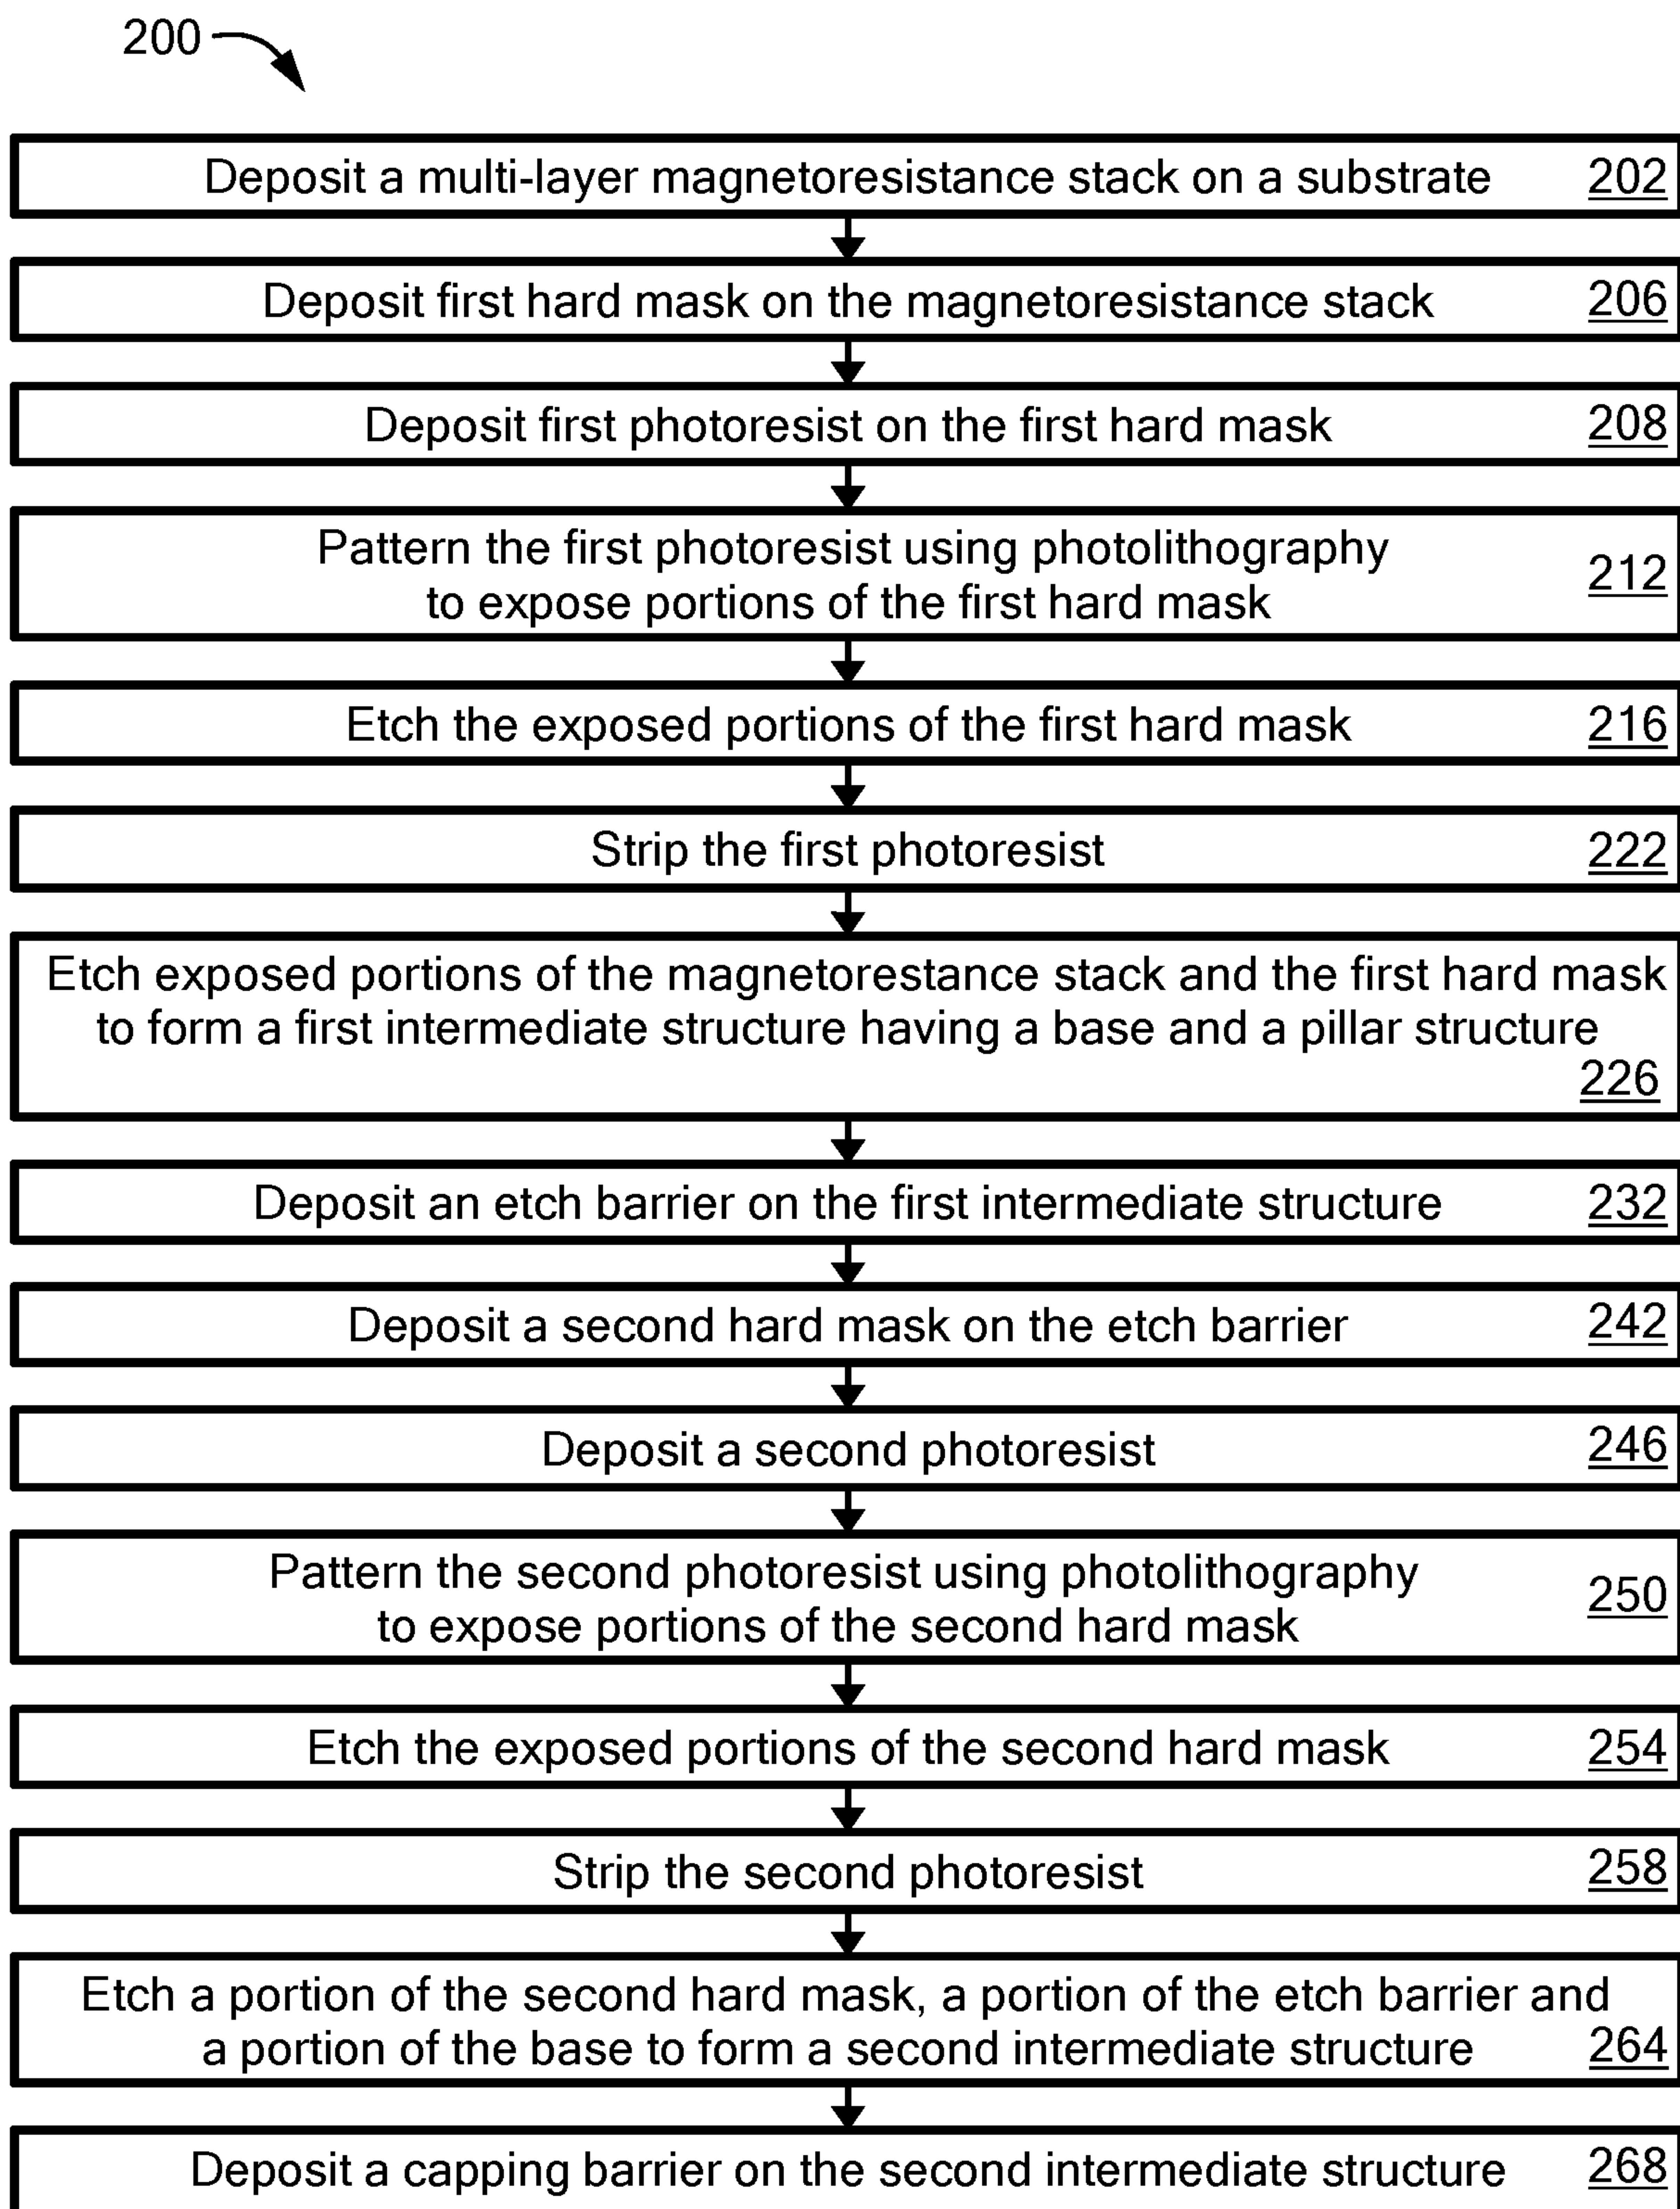 200
Deposit a multi-layer magnetoresistance stack on a substrate 202
Deposit first hard mask on the magnetoresistance stack 206
Deposit first photoresist on the first hard mask 208
Pattern the first photoresist using photolithography
to expose portions of the first hard mask
212
Etch the exposed portions of the first hard mask 216
Strip the first photoresist 222
Etch exposed portions of the magnetorestance stack and the first hard mask
to form a first intermediate structure having a base and a pillar structure
226
Deposit an etch barrier on the first intermediate structure 232
Deposit a second hard mask on the etch barrier 242
Deposit a second photoresist 246
Pattern the second photoresist using photolithography
to expose portions of the second hard mask
250
Etch the exposed portions of the second hard mask 254
Strip the second photoresist 258
Etch a portion of the second hard mask, a portion of the etch barrier and
a portion of the base to form a second intermediate structure 264
Deposit a capping barrier on the second intermediate structure 268